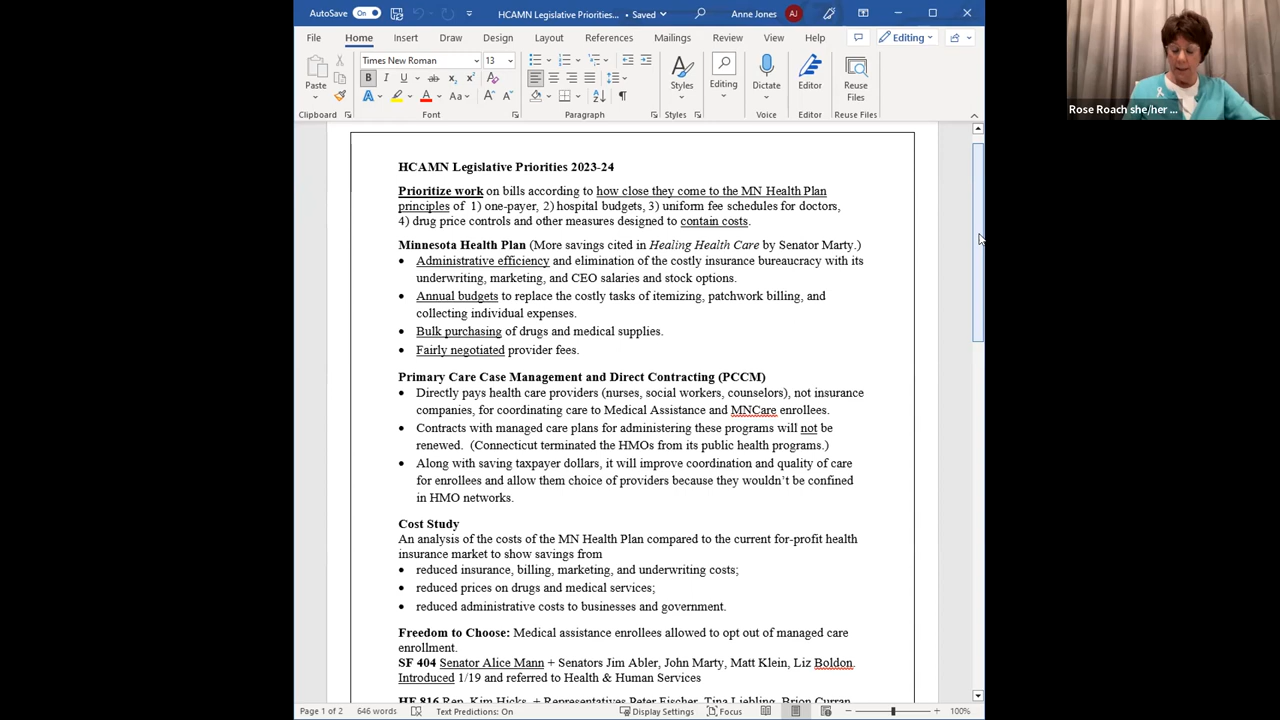 AutoSave On HCAMN Legislative Priorities... • Saved Anne Jones AJ
File Home Insert Draw Design Layout References Mailings Review View Help Editing
Times New Roman 13
Paste Styles Editing Dictate Editor Reuse Files
Clipboard Font Paragraph Styles Voice Editor Reuse Files
Rose Roach she/her ...
HCAMN Legislative Priorities 2023-24
Prioritize work on bills according to how close they come to the MN Health Plan
principles of 1) one-payer, 2) hospital budgets, 3) uniform fee schedules for doctors,
4) drug price controls and other measures designed to contain costs.
Minnesota Health Plan (More savings cited in Healing Health Care by Senator Marty.)
• Administrative efficiency and elimination of the costly insurance bureaucracy with its
underwriting, marketing, and CEO salaries and stock options.
• Annual budgets to replace the costly tasks of itemizing, patchwork billing, and
collecting individual expenses.
• Bulk purchasing of drugs and medical supplies.
• Fairly negotiated provider fees.
Primary Care Case Management and Direct Contracting (PCCM)
• Directly pays health care providers (nurses, social workers, counselors), not insurance
companies, for coordinating care to Medical Assistance and MNCare enrollees.
• Contracts with managed care plans for administering these programs will not be
renewed. (Connecticut terminated the HMOs from its public health programs.)
• Along with saving taxpayer dollars, it will improve coordination and quality of care
for enrollees and allow them choice of providers because they wouldn't be confined
in HMO networks.
Cost Study
An analysis of the costs of the MN Health Plan compared to the current for-profit health
insurance market to show savings from
• reduced insurance, billing, marketing, and underwriting costs;
• reduced prices on drugs and medical services;
• reduced administrative costs to businesses and government.
Freedom to Choose: Medical assistance enrollees allowed to opt out of managed care
enrollment.
SF 404 Senator Alice Mann + Senators Jim Abler, John Marty, Matt Klein, Liz Boldon.
Introduced 1/19 and referred to Health & Human Services
HF 816 Rep. Kim Hicks + Representatives Peter Fischer, Tina Liebling, Brion Curran
Page 1 of 2 646 words Text Predictions: On Display Settings Focus 100%